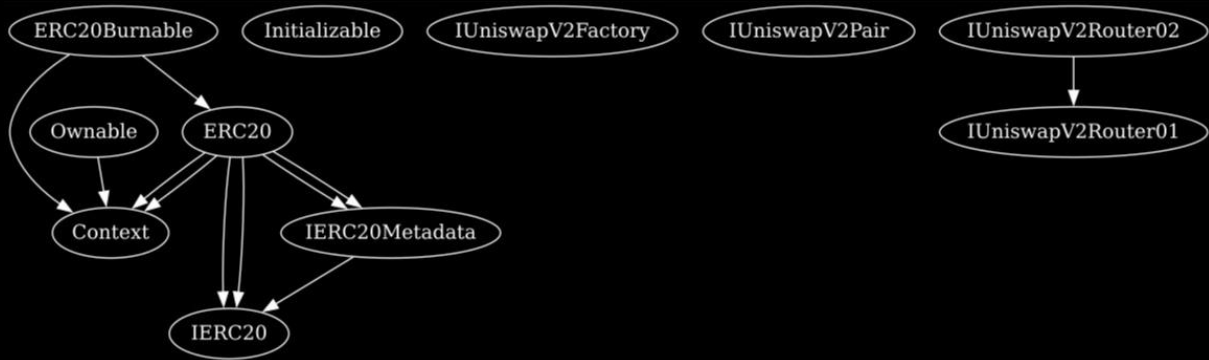 ERC20Burnable
Initializable
IUniswapV2Factory
IUniswapV2Pair
IUniswapV2Router02
Ownable
ERC20
IUniswapV2Router01
Context
IERC20Metadata
IERC20